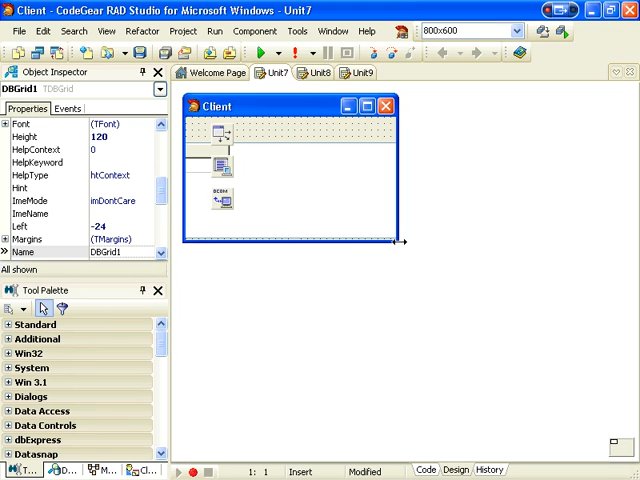 Client - CodeGear RAD Studio for Microsoft Windows - Unit7
File Edit Search View Refactor Project Run Component Tools Window Help
800x600
Object Inspector
DBGrid1 TDBGrid
Properties Events
Font (TFont)
Height 120
HelpContext 0
HelpKeyword
HelpType htContext
Hint
ImeMode imDontCare
ImeName
Left -24
Margins (TMargins)
Name DBGrid1
All shown
Tool Palette
Standard
Additional
Win32
System
Win 3.1
Dialogs
Data Access
Data Controls
dbExpress
Datasnap
T... D... M... Cl...
Welcome Page Unit7 Unit8 Unit9
Client
DCOM
1: 1 Insert Modified Code Design History